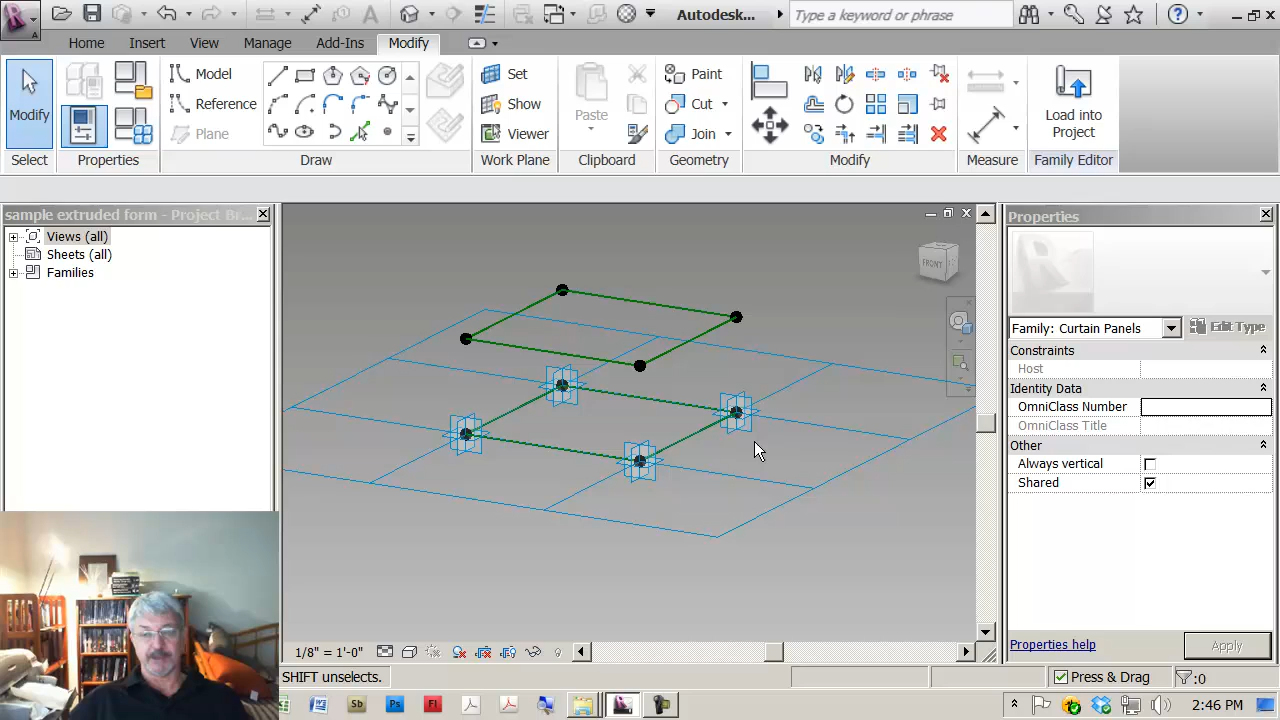 Autodesk...
Type a keyword or phrase
Home
Insert
View
Manage
Add-Ins
Modify
Modify
Select
Properties
Model
Reference
Plane
Draw
Set
Show
Viewer
Work Plane
Paste
Clipboard
Paint
Cut
Join
Geometry
Modify
Measure
Load into
Project
Family Editor
sample extruded form - Project Br...
Views (all)
Sheets (all)
Families
FRONT
Properties
Family: Curtain Panels
Edit Type
Constraints
Host
Identity Data
OmniClass Number
OmniClass Title
Other
Always vertical
Shared
Properties help
Apply
1/8" = 1'-0"
SHIFT unselects.
Press & Drag
:0
Sb
Ps
Fl
2:46 PM